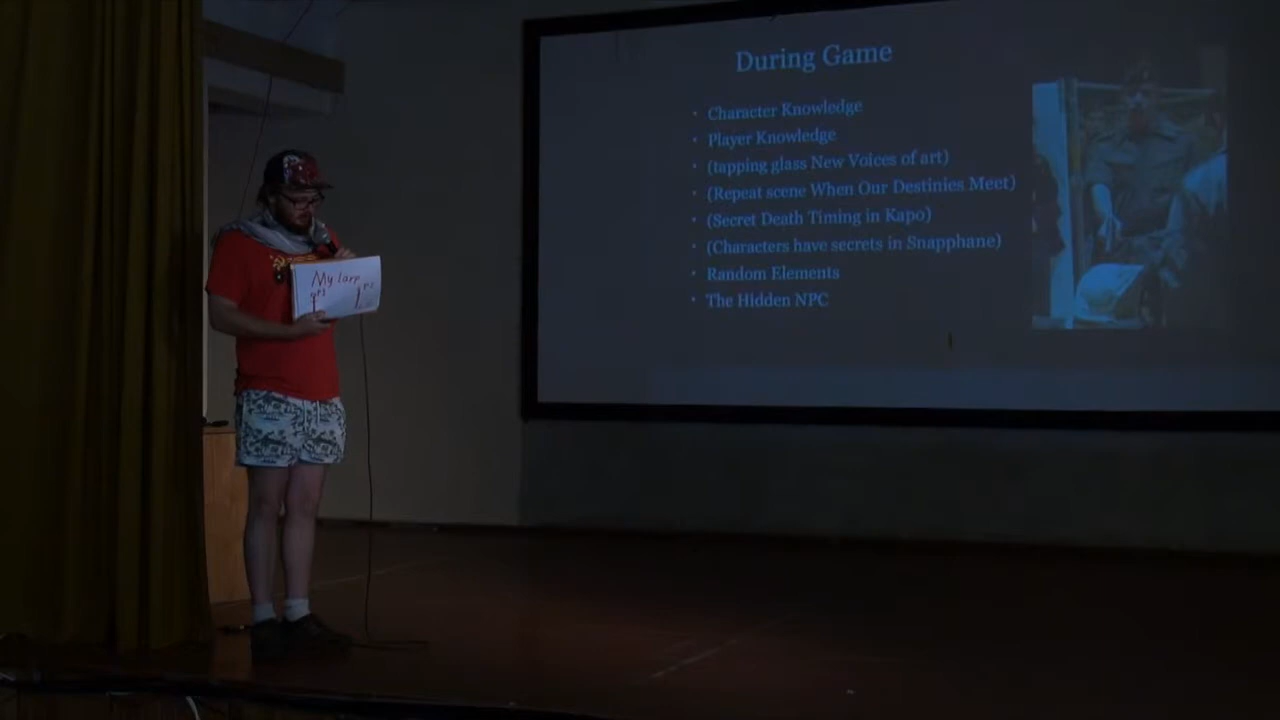 During Game
• Character Knowledge
• Player Knowledge
• (tapping glass New Voices of art)
• (Repeat scene When Our Destinies Meet)
• (Secret Death Timing in Kapo)
• (Characters have secrets in Snapphane)
• Random Elements
• The Hidden NPC
My larp